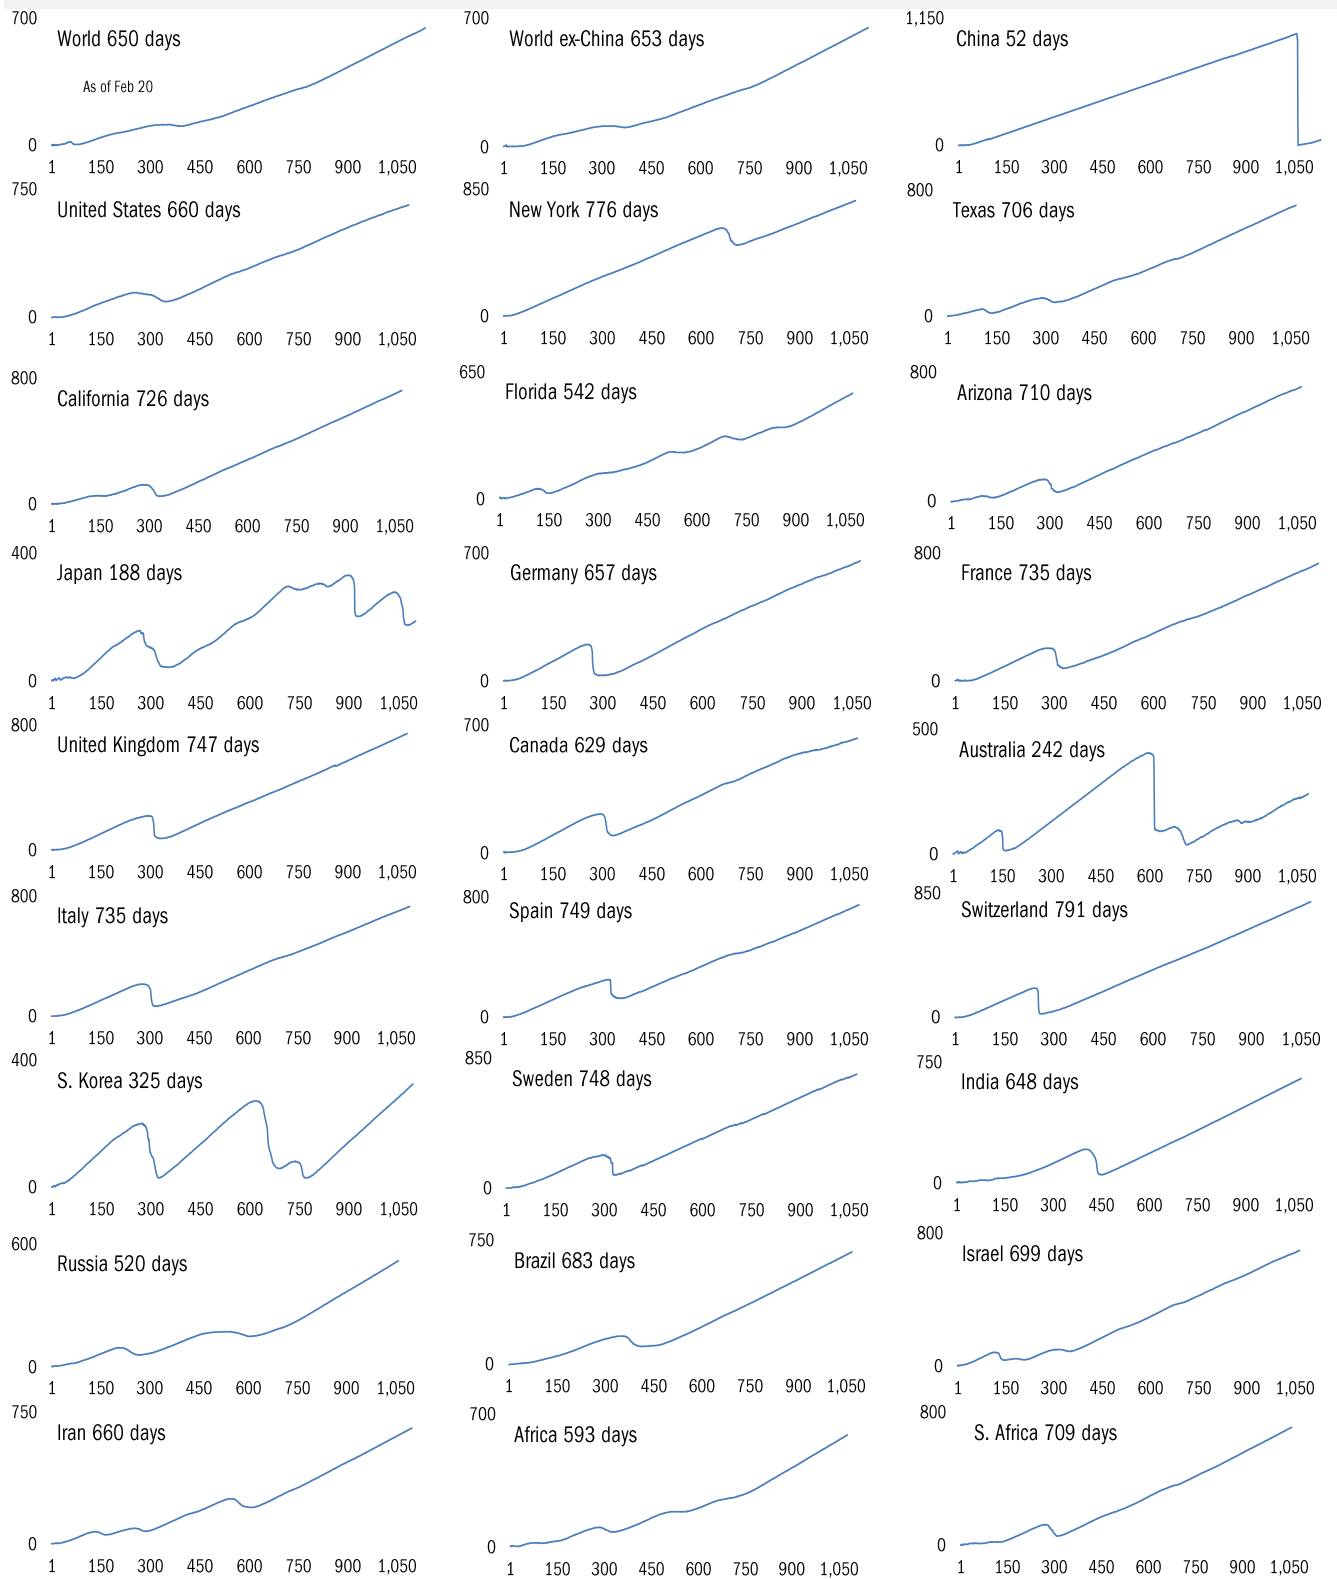 700
World 650 days
As of Feb 20
0
1 150 300 450 600 750 900 1,050
700
World ex-China 653 days
0
1 150 300 450 600 750 900 1,050
1,150
China 52 days
0
1 150 300 450 600 750 900 1,050
750
United States 660 days
0
1 150 300 450 600 750 900 1,050
850
New York 776 days
0
1 150 300 450 600 750 900 1,050
800
Texas 706 days
0
1 150 300 450 600 750 900 1,050
800
California 726 days
0
1 150 300 450 600 750 900 1,050
650
Florida 542 days
0
1 150 300 450 600 750 900 1,050
800
Arizona 710 days
0
1 150 300 450 600 750 900 1,050
400
Japan 188 days
0
1 150 300 450 600 750 900 1,050
700
Germany 657 days
0
1 150 300 450 600 750 900 1,050
800
France 735 days
0
1 150 300 450 600 750 900 1,050
800
United Kingdom 747 days
0
1 150 300 450 600 750 900 1,050
700
Canada 629 days
0
1 150 300 450 600 750 900 1,050
500
Australia 242 days
0
1 150 300 450 600 750 900 1,050
800
Italy 735 days
0
1 150 300 450 600 750 900 1,050
800
Spain 749 days
0
1 150 300 450 600 750 900 1,050
850
Switzerland 791 days
0
1 150 300 450 600 750 900 1,050
400
S. Korea 325 days
0
1 150 300 450 600 750 900 1,050
850
Sweden 748 days
0
1 150 300 450 600 750 900 1,050
750
India 648 days
0
1 150 300 450 600 750 900 1,050
600
Russia 520 days
0
1 150 300 450 600 750 900 1,050
750
Brazil 683 days
0
1 150 300 450 600 750 900 1,050
800
Israel 699 days
0
1 150 300 450 600 750 900 1,050
750
Iran 660 days
0
1 150 300 450 600 750 900 1,050
700
Africa 593 days
0
1 150 300 450 600 750 900 1,050
800
S. Africa 709 days
0
1 150 300 450 600 750 900 1,050